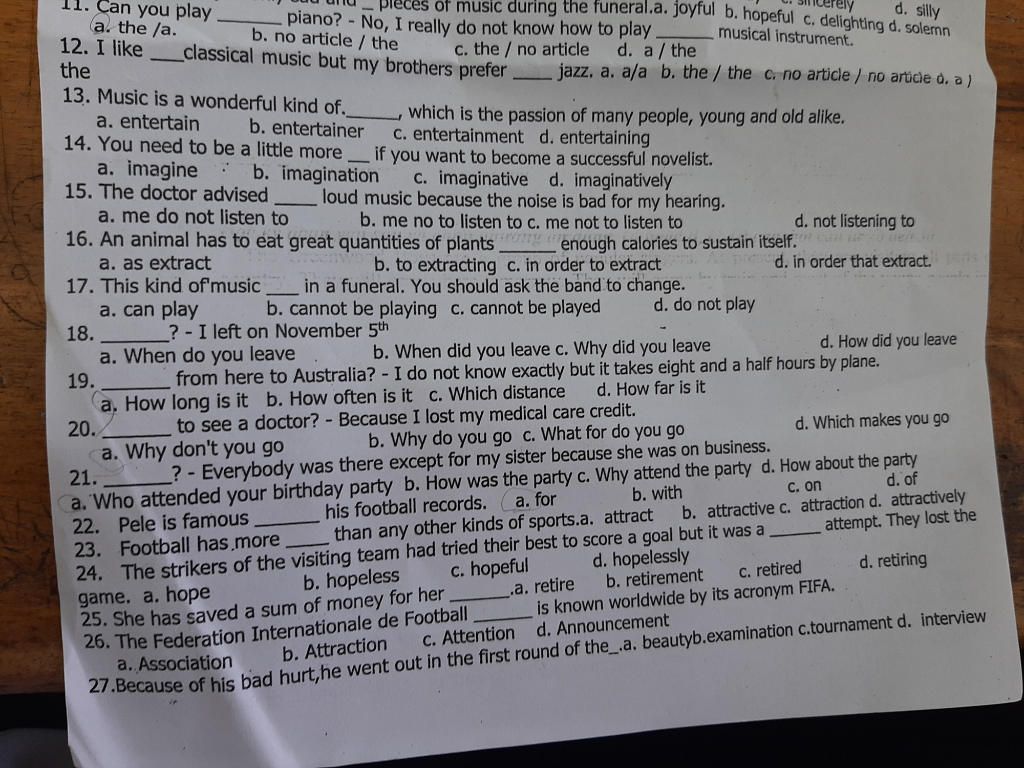 pieces of music during the funeral.a. joyful b. hopeful c. delighting d. solemn
sincerely d. silly
11. Can you play ______ piano? - No, I really do not know how to play ______ musical instrument.
a. the /a. b. no article / the c. the / no article d. a / the
12. I like ___classical music but my brothers prefer ____ jazz. a. a/a b. the / the c. no article / no article d. a )
the
13. Music is a wonderful kind of.______, which is the passion of many people, young and old alike.
a. entertain b. entertainer c. entertainment d. entertaining
14. You need to be a little more __ if you want to become a successful novelist.
a. imagine b. imagination c. imaginative d. imaginatively
15. The doctor advised ____ loud music because the noise is bad for my hearing.
a. me do not listen to b. me no to listen to c. me not to listen to d. not listening to
16. An animal has to eat great quantities of plants ______ enough calories to sustain itself.
a. as extract b. to extracting c. in order to extract d. in order that extract.
17. This kind of music ___ in a funeral. You should ask the band to change.
a. can play b. cannot be playing c. cannot be played d. do not play
18. _______? - I left on November 5th
a. When do you leave b. When did you leave c. Why did you leave d. How did you leave
19. _______ from here to Australia? - I do not know exactly but it takes eight and a half hours by plane.
a. How long is it b. How often is it c. Which distance d. How far is it
20. _______ to see a doctor? - Because I lost my medical care credit.
a. Why don't you go b. Why do you go c. What for do you go d. Which makes you go
21. _______? - Everybody was there except for my sister because she was on business.
a. Who attended your birthday party b. How was the party c. Why attend the party d. How about the party
22. Pele is famous _______ his football records. a. for b. with c. on d. of
23. Football has more ____ than any other kinds of sports.a. attract b. attractive c. attraction d. attractively
24. The strikers of the visiting team had tried their best to score a goal but it was a _____ attempt. They lost the
game. a. hope b. hopeless c. hopeful d. hopelessly
25. She has saved a sum of money for her ______.a. retire b. retirement c. retired d. retiring
26. The Federation Internationale de Football ______ is known worldwide by its acronym FIFA.
a. Association b. Attraction c. Attention d. Announcement
27.Because of his bad hurt,he went out in the first round of the_.a. beautyb.examination c.tournament d. interview